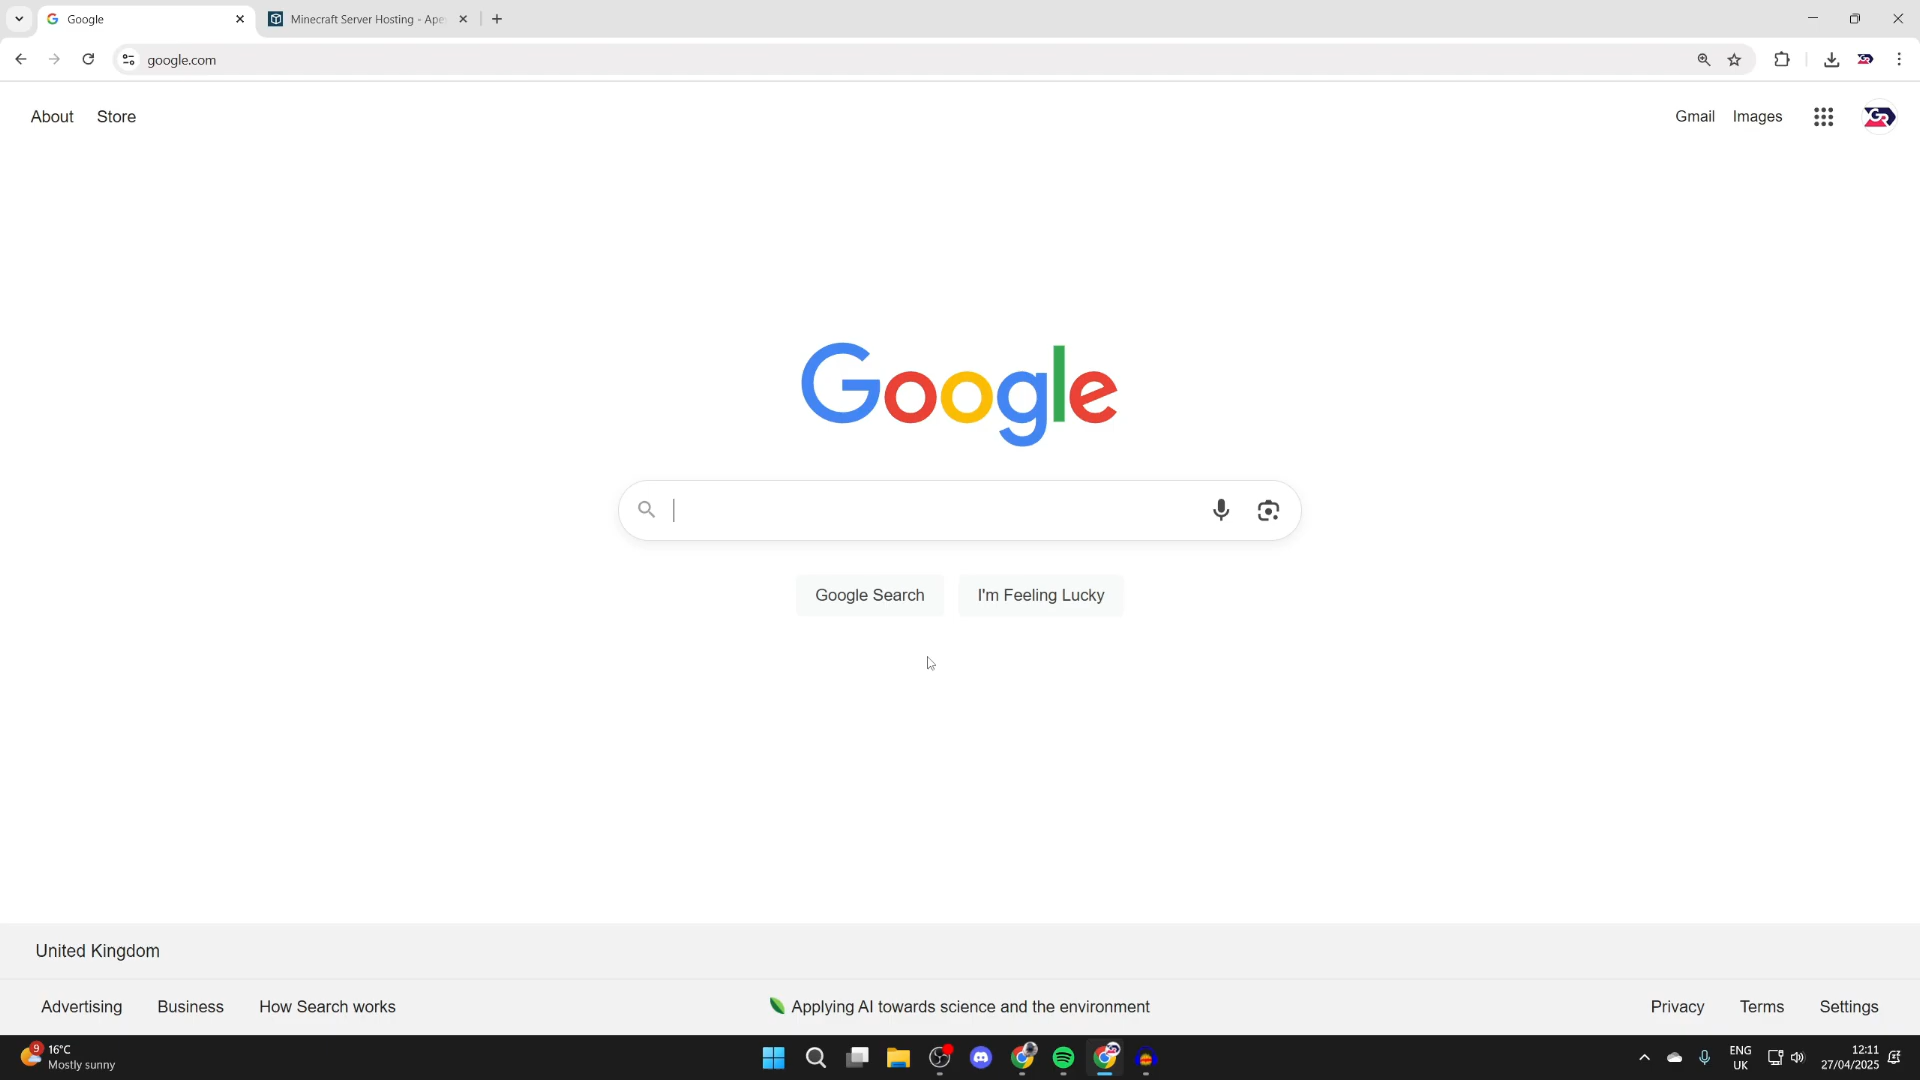 Google
Minecraft Server Hosting - Ape
google.com
About
Store
Gmail
Images
GR
Google
Google Search
I'm Feeling Lucky
United Kingdom
Advertising
Business
How Search works
Applying AI towards science and the environment
Privacy
Terms
Settings
9
16°C
Mostly sunny
ENG
UK
12:11
27/04/2025